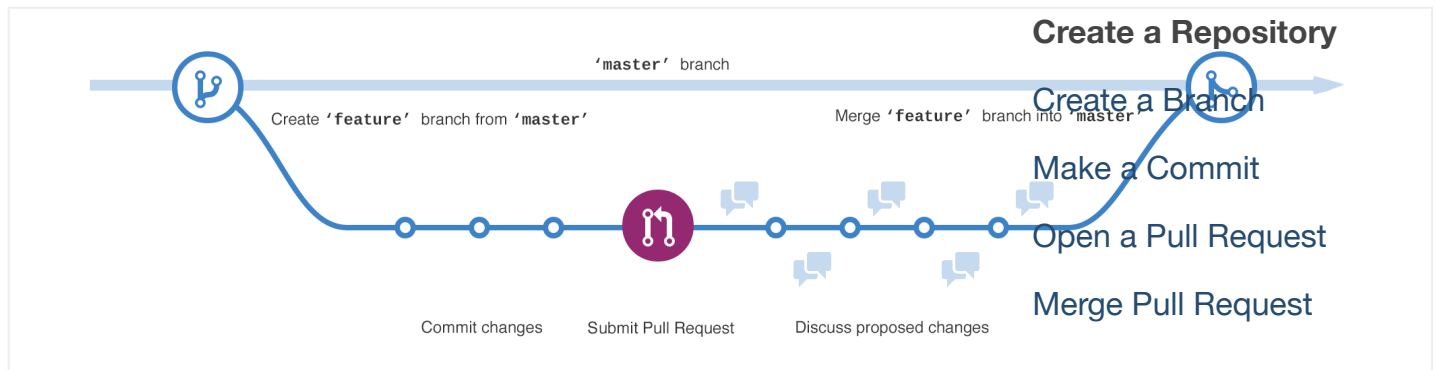 Create a Repository
‘master’ branch
Create a Branch
Create ‘feature’ branch from ‘master’
Merge ‘feature’ branch into ‘master’
Make a Commit
Open a Pull Request
Merge Pull Request
Commit changes
Submit Pull Request
Discuss proposed changes